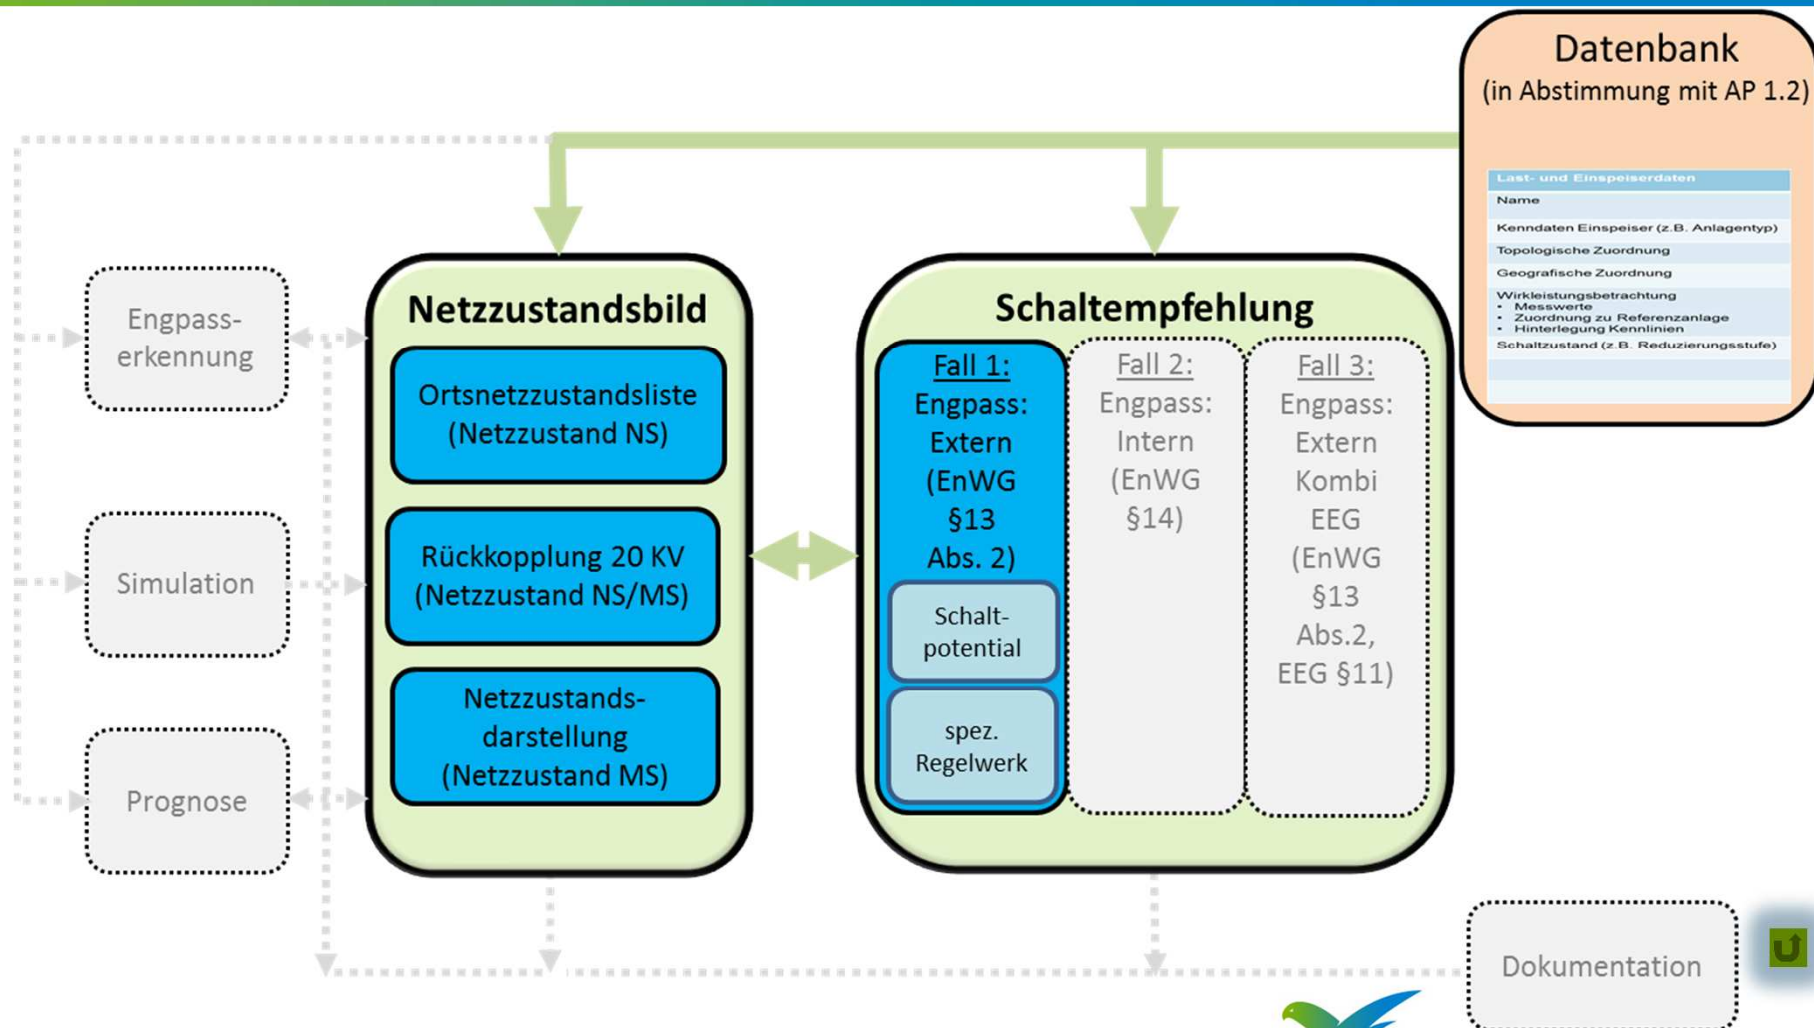 Datenbank
(in Abstimmung mit AP 1.2)
Last- und Einspeiserdaten
Name
Kenndaten Einspeiser (z.B. Anlagentyp)
Topologische Zuordnung
Geografische Zuordnung
Wirkleistungsbetrachtung
• Messwerte
• Zuordnung zu Referenzanlage
• Hinterlegung Kennlinien
Schaltzustand (z.B. Reduzierungsstufe)
Engpass-
erkennung
Simulation
Prognose
Netzzustandsbild
Ortsnetzzustandsliste
(Netzzustand NS)
Rückkopplung 20 KV
(Netzzustand NS/MS)
Netzzustands-
darstellung
(Netzzustand MS)
Schaltempfehlung
Fall 1:
Engpass:
Extern
(EnWG
§13
Abs. 2)
Schalt-
potential
spez.
Regelwerk
Fall 2:
Engpass:
Intern
(EnWG
§14)
Fall 3:
Engpass:
Extern
Kombi
EEG
(EnWG
§13
Abs.2,
EEG §11)
Dokumentation